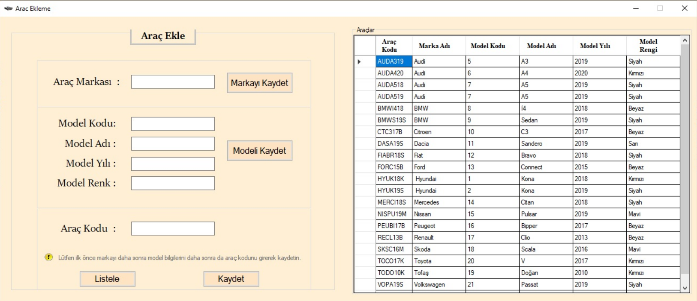 Arac Ekleme
Araç Ekle
Araç Markası :
Markayı Kaydet
Model Kodu:
Model Adı :
Model Yılı :
Model Renk :
Modeli Kaydet
Araç Kodu :
Lütfen ilk önce markayı daha sonra model bilgilerini daha sonra da araç kodunu girerek kaydetin.
Listele
Kaydet
Araçlar
Araç Kodu Marka Adı Model Kodu Model Adı Model Yılı Model Rengi
AUDA319 Audi 5 A3 2019 Siyah
AUDA420 Audi 6 A4 2020 Kırmızı
AUDA518 Audi 7 A5 2019 Siyah
AUDA519 Audi 7 A5 2019 Siyah
BMWI418 BMW 8 İ4 2018 Beyaz
BMWS19S BMW 9 Sedan 2019 Siyah
CTC317B Citroen 10 C3 2017 Beyaz
DASA19S Dacia 11 Sandero 2019 Sarı
FIABR18S Fiat 12 Bravo 2018 Siyah
FORC15B Ford 13 Connect 2015 Beyaz
HYUK18K Hyundai 1 Kona 2018 Kırmızı
HYUK19S Hyundai 2 Kona 2019 Siyah
MERCI18S Mercedes 14 Citan 2018 Siyah
NISPU19M Nissan 15 Pulsar 2019 Mavi
PEUBI17B Peugeot 16 Bipper 2017 Beyaz
RECL13B Renault 17 Clio 2013 Beyaz
SKSC16M Skoda 18 Scala 2016 Mavi
TOCO17K Toyota 20 V 2017 Kırmızı
TODO10K Tofaş 19 Doğan 2010 Kırmızı
VOPA19S Volkswagen 21 Passat 2019 Siyah